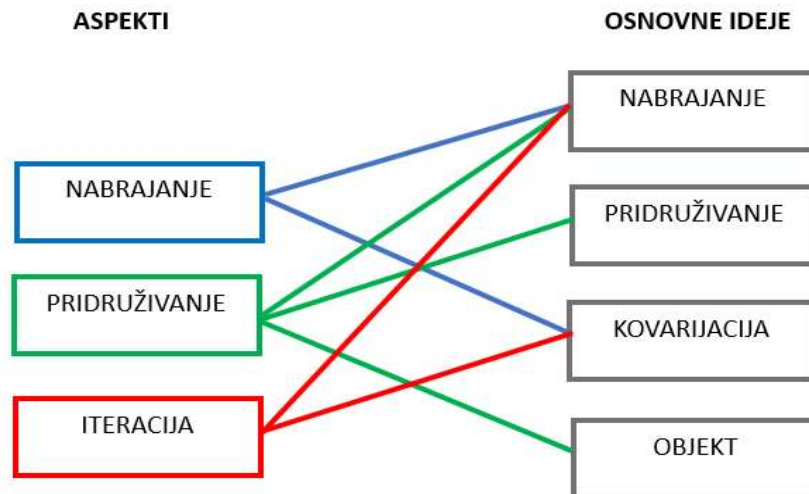 ASPEKTI
OSNOVNE IDEJE
NABRAJANJE
PRIDRUŽIVANJE
ITERACIJA
NABRAJANJE
PRIDRUŽIVANJE
KOVARIJACIJA
OBJEKT